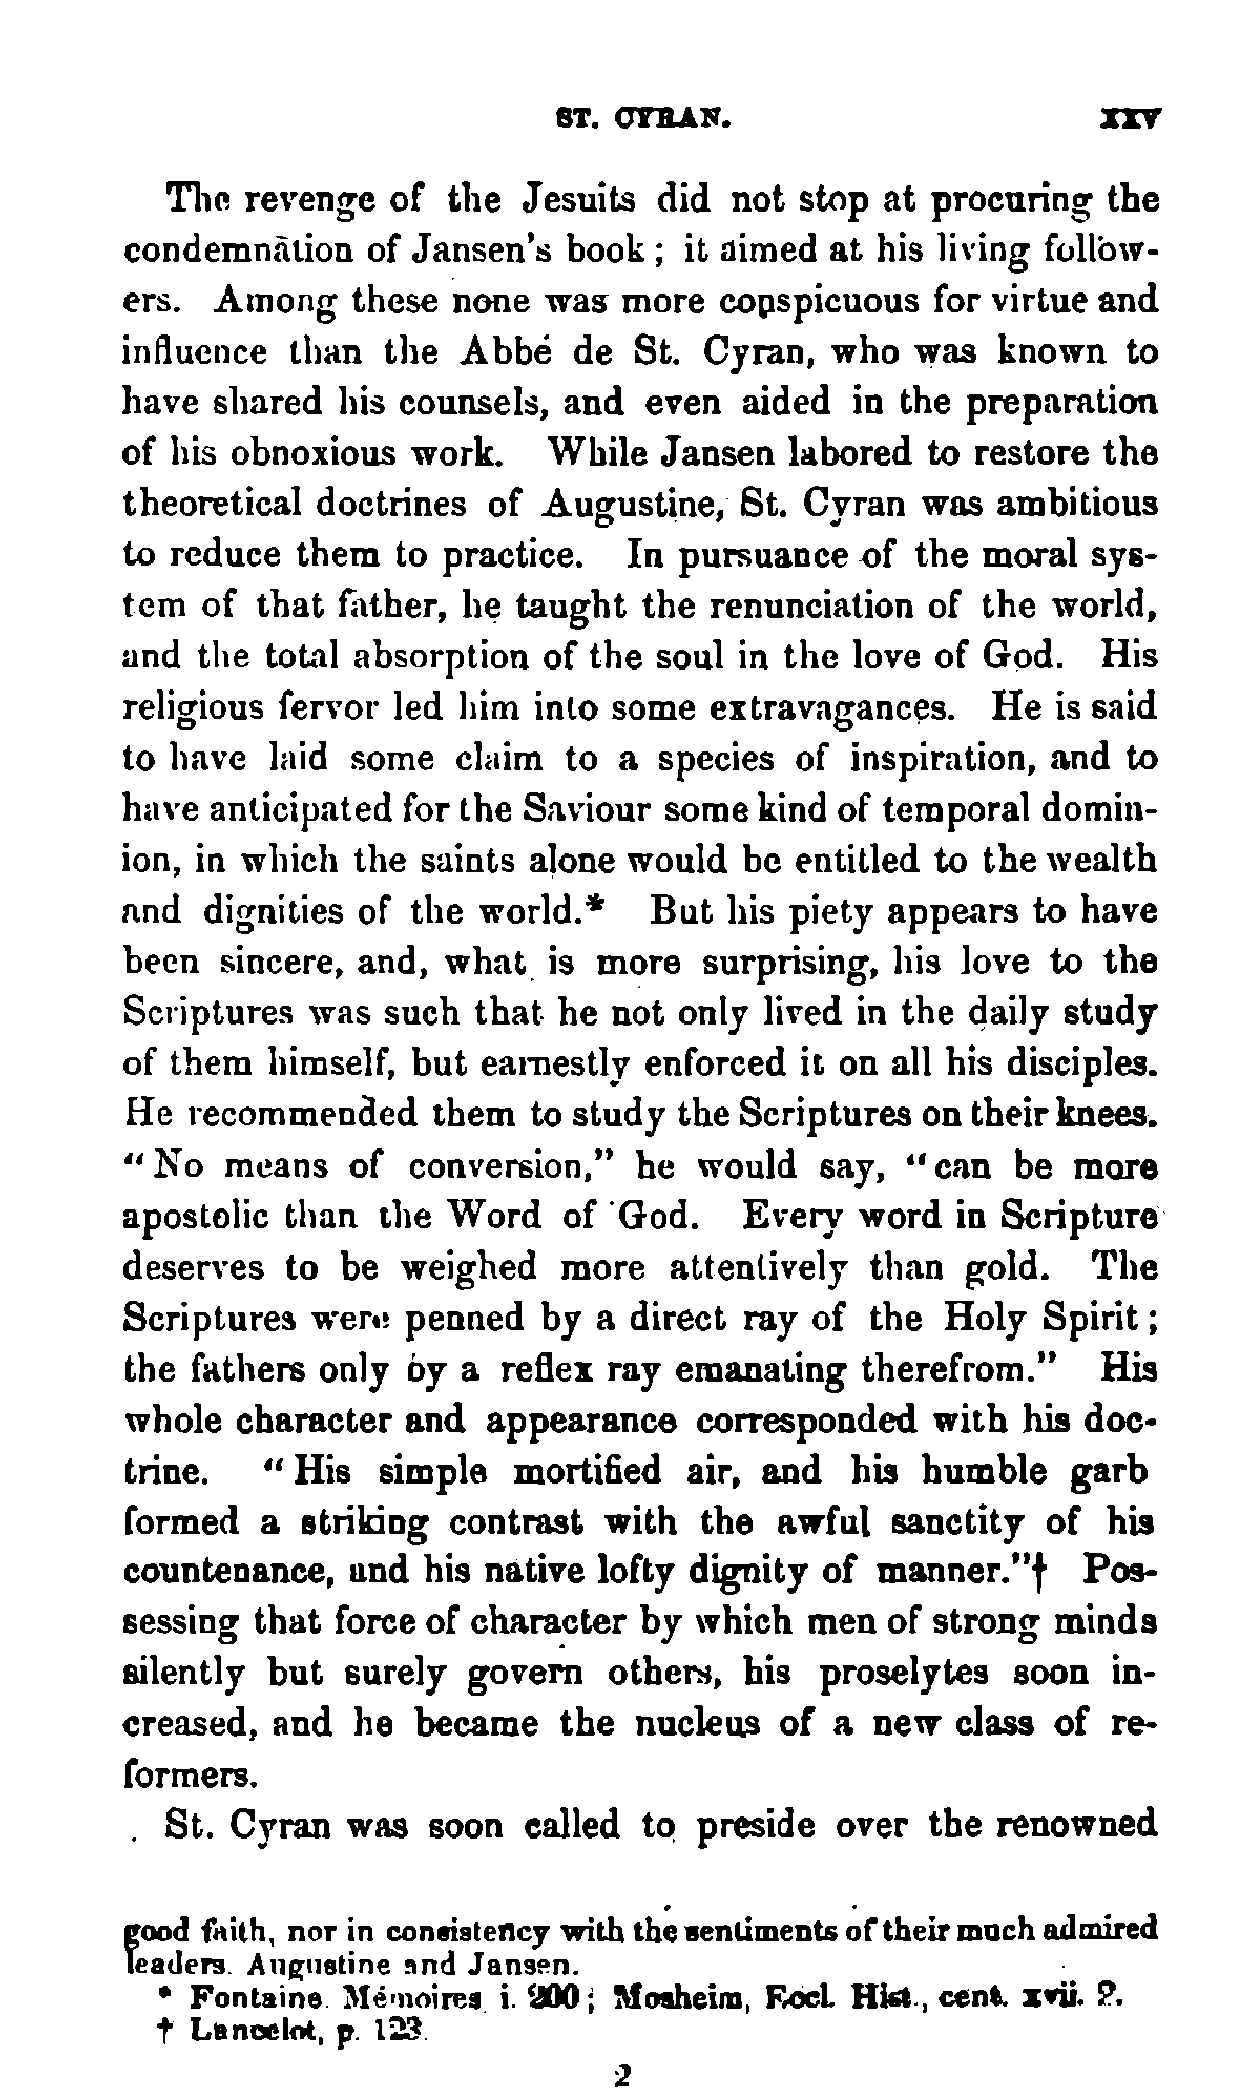 ST. CYRAN. xxv
The revenge of the Jesuits did not stop at procuring the
condemnation of Jansen's book ; it aimed at his living follow-
ers. Among these none was more conspicuous for virtue and
influence than the Abbé de St. Cyran, who was known to
have shared his counsels, and even aided in the preparation
of his obnoxious work. While Jansen labored to restore the
theoretical doctrines of Augustine, St. Cyran was ambitious
to reduce them to practice. In pursuance of the moral sys-
tem of that father, he taught the renunciation of the world,
and the total absorption of the soul in the love of God. His
religious fervor led him into some extravagances. He is said
to have laid some claim to a species of inspiration, and to
have anticipated for the Saviour some kind of temporal domin-
ion, in which the saints alone would be entitled to the wealth
and dignities of the world.* But his piety appears to have
been sincere, and, what is more surprising, his love to the
Scriptures was such that he not only lived in the daily study
of them himself, but earnestly enforced it on all his disciples.
He recommended them to study the Scriptures on their knees.
“ No means of conversion,” he would say, “ can be more
apostolic than the Word of God. Every word in Scripture
deserves to be weighed more attentively than gold. The
Scriptures were penned by a direct ray of the Holy Spirit ;
the fathers only by a reflex ray emanating therefrom.” His
whole character and appearance corresponded with his doc-
trine. “ His simple mortified air, and his humble garb
formed a striking contrast with the awful sanctity of his
countenance, and his native lofty dignity of manner.”† Pos-
sessing that force of character by which men of strong minds
silently but surely govern others, his proselytes soon in-
creased, and he became the nucleus of a new class of re-
formers.
St. Cyran was soon called to preside over the renowned
good faith, nor in consistency with the sentiments of their much admired
leaders. Augustine and Jansen.
* Fontaine. Mémoires i. 200 ; Mosheim, Eccl. Hist., cent. xvii. 2.
† Lancelot, p. 123.
2